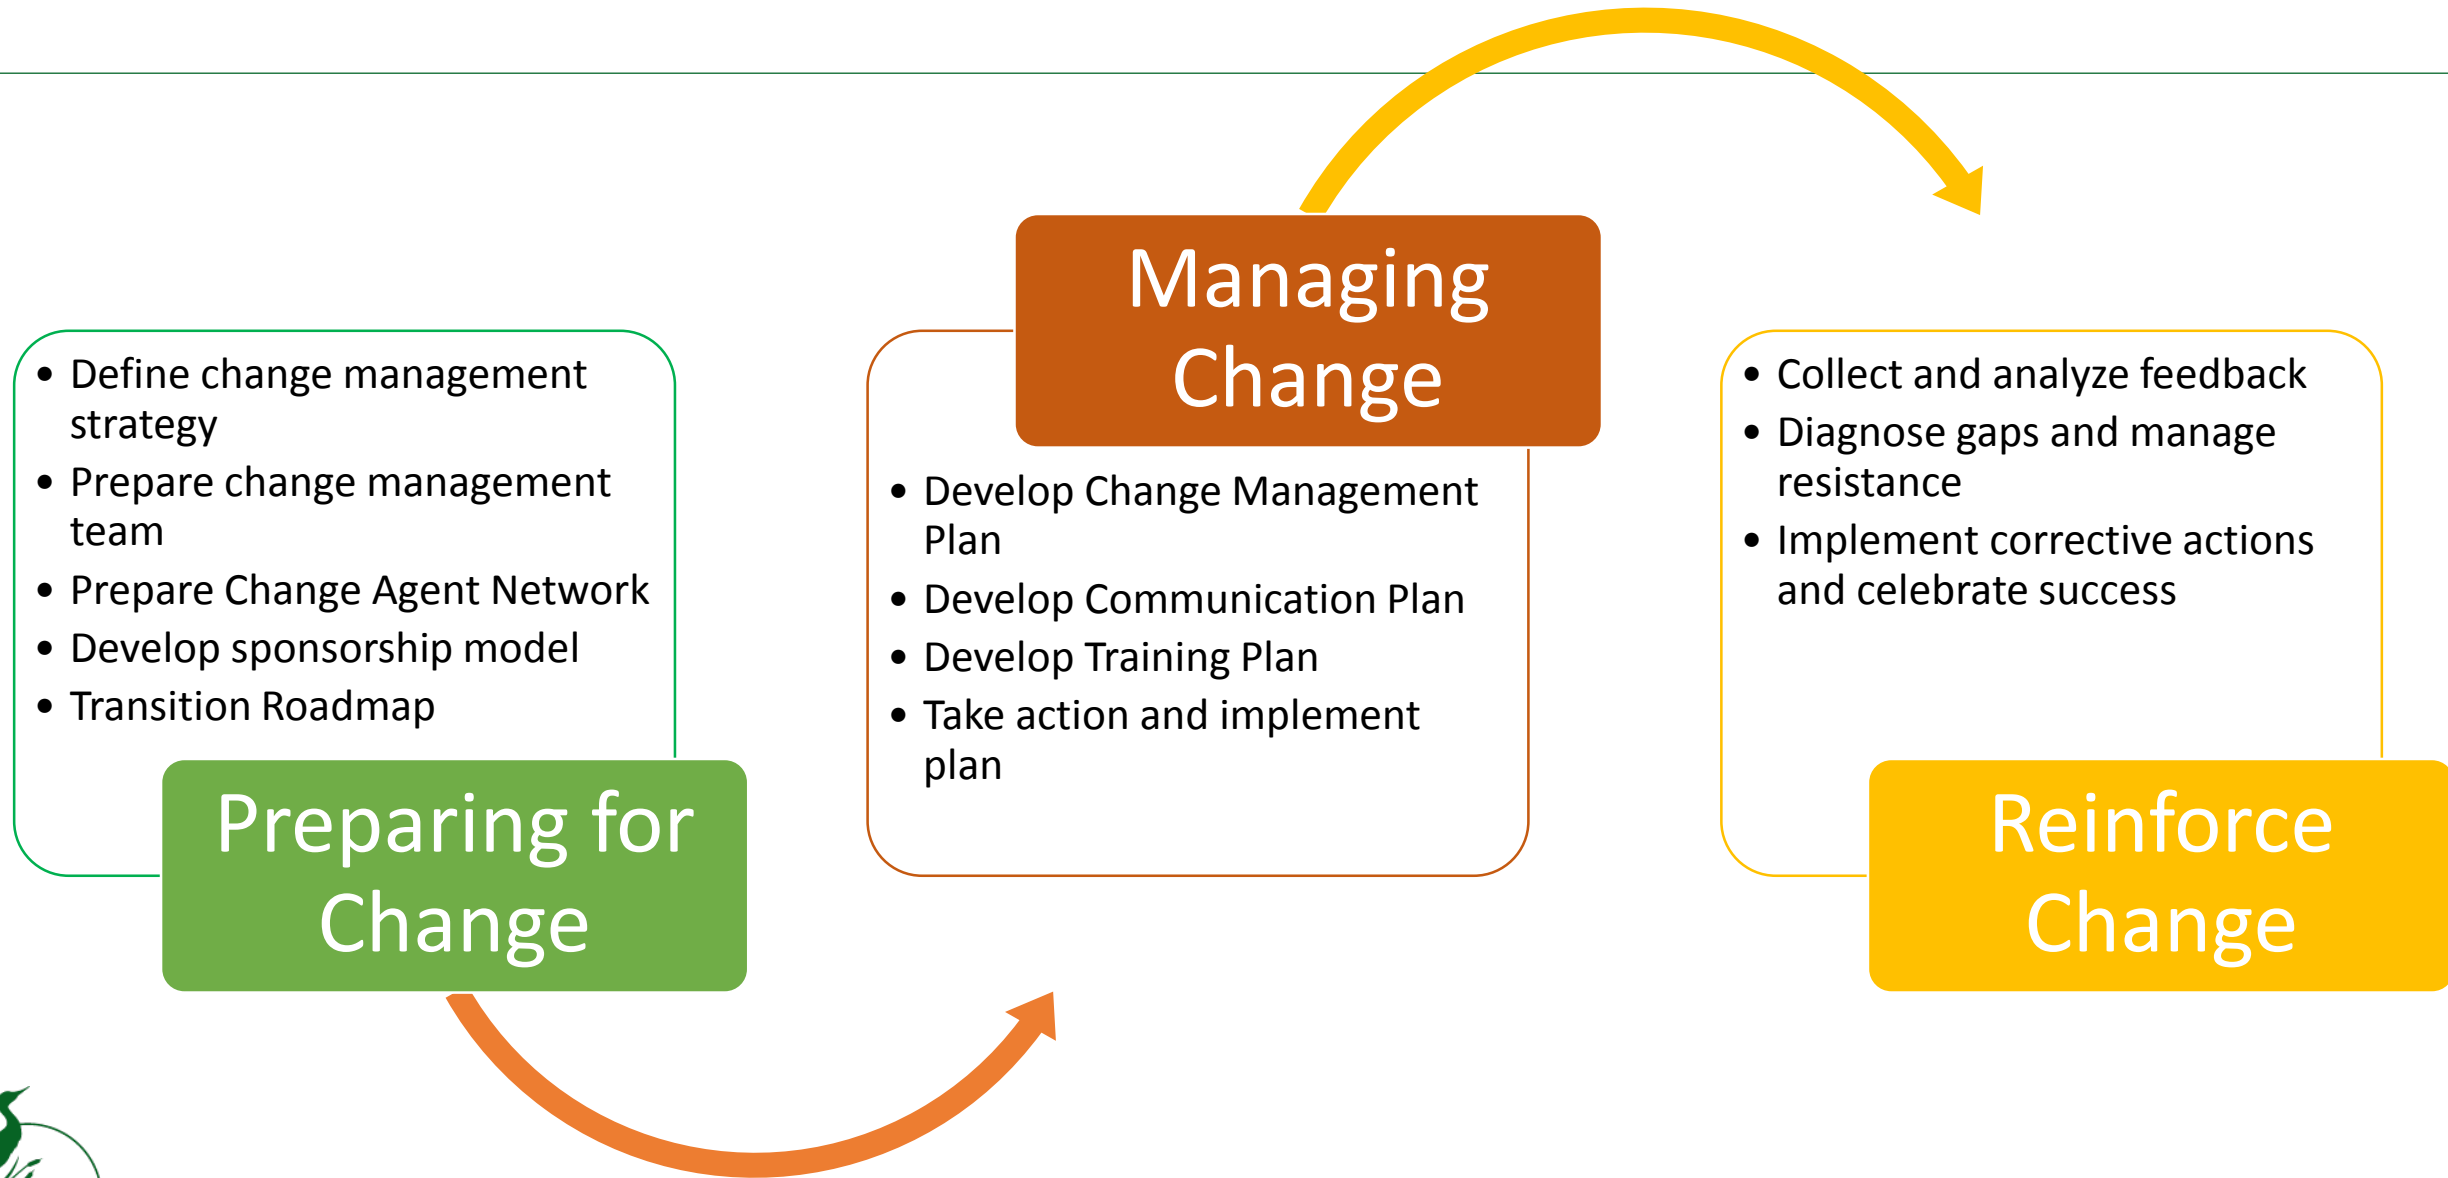 • Define change management
strategy
• Prepare change management
team
• Prepare Change Agent Network
• Develop sponsorship model
• Transition Roadmap
Preparing for
Change
Managing
Change
• Develop Change Management
Plan
• Develop Communication Plan
• Develop Training Plan
• Take action and implement
plan
• Collect and analyze feedback
• Diagnose gaps and manage
resistance
• Implement corrective actions
and celebrate success
Reinforce
Change